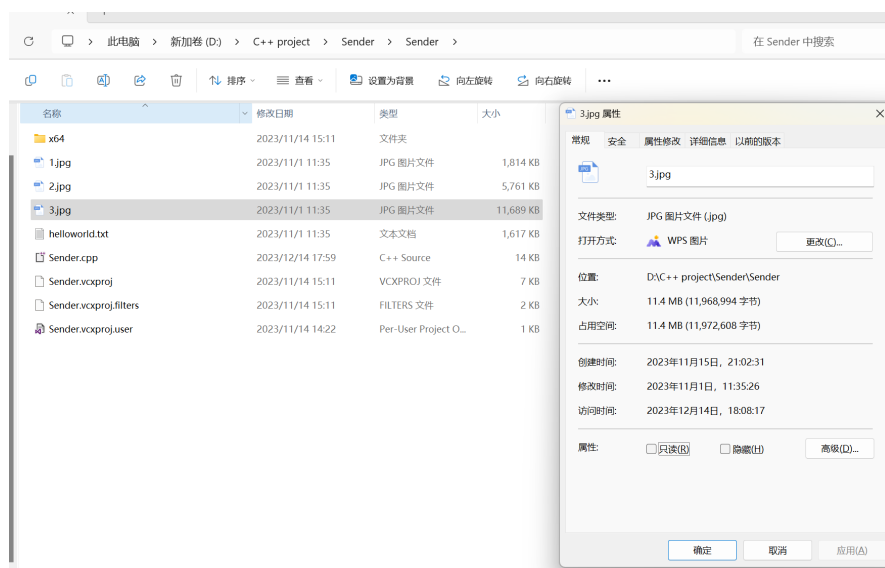 此电脑 > 新加卷 (D:) > C++ project > Sender > Sender >
在 Sender 中搜索
排序
查看
设置为背景
向左旋转
向右旋转
名称 修改日期 类型 大小
x64 2023/11/14 15:11 文件夹
1.jpg 2023/11/1 11:35 JPG 图片文件 1,814 KB
2.jpg 2023/11/1 11:35 JPG 图片文件 5,761 KB
3.jpg 2023/11/1 11:35 JPG 图片文件 11,689 KB
helloworld.txt 2023/11/1 11:35 文本文档 1,617 KB
Sender.cpp 2023/12/14 17:59 C++ Source 14 KB
Sender.vcxproj 2023/11/14 15:11 VCXPROJ 文件 7 KB
Sender.vcxproj.filters 2023/11/14 15:11 FILTERS 文件 2 KB
Sender.vcxproj.user 2023/11/14 14:22 Per-User Project O... 1 KB
3.jpg 属性
常规 安全 属性修改 详细信息 以前的版本
3.jpg
文件类型: JPG 图片文件 (.jpg)
打开方式: WPS 图片 更改(C)...
位置: D:\C++ project\Sender\Sender
大小: 11.4 MB (11,968,994 字节)
占用空间: 11.4 MB (11,972,608 字节)
创建时间: 2023年11月15日，21:02:31
修改时间: 2023年11月1日，11:35:26
访问时间: 2023年12月14日，18:08:17
属性: 只读(R) 隐藏(H) 高级(D)...
确定 取消 应用(A)